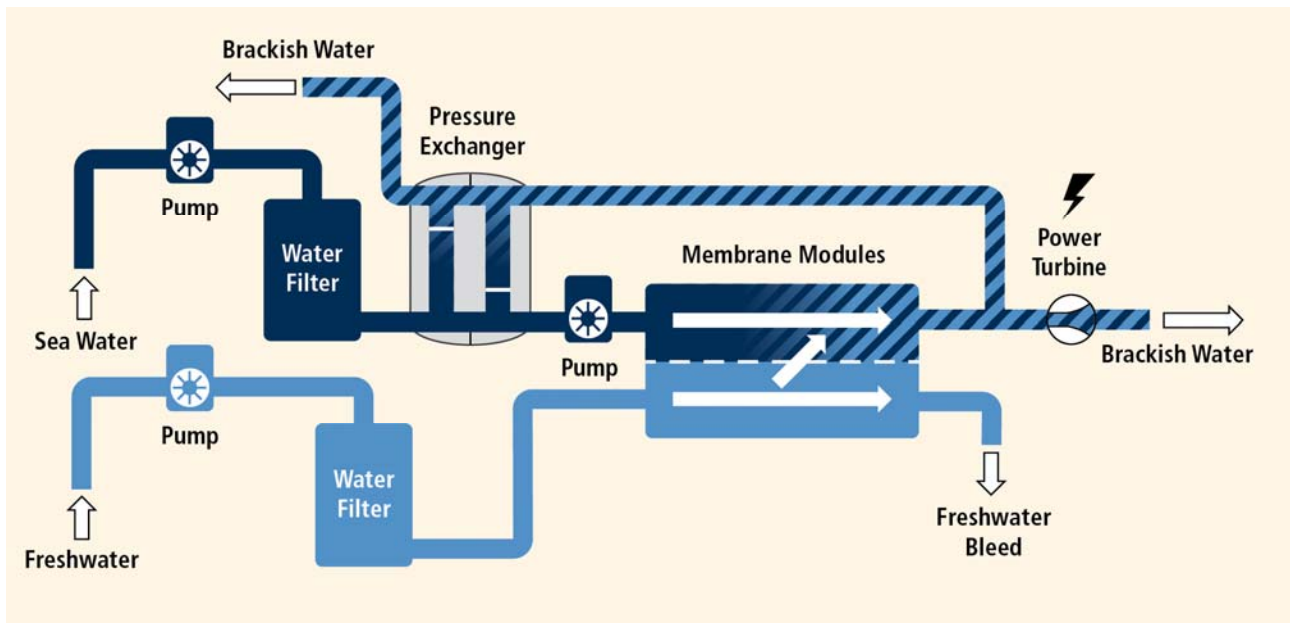 Brackish Water
Pressure
Exchanger
Pump
Water
Filter
Sea Water
Membrane Modules
Power
Turbine
Pump
Brackish Water
Pump
Water
Filter
Freshwater
Freshwater
Bleed